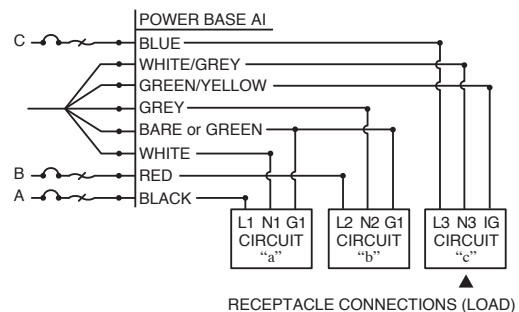 POWER BASE AI
C
BLUE
WHITE/GREY
GREEN/YELLOW
GREY
BARE or GREEN
WHITE
B
RED
A
BLACK
L1 N1 G1
CIRCUIT
“a”
L2 N2 G1
CIRCUIT
“b”
L3 N3 IG
CIRCUIT
“c”
RECEPTACLE CONNECTIONS (LOAD)